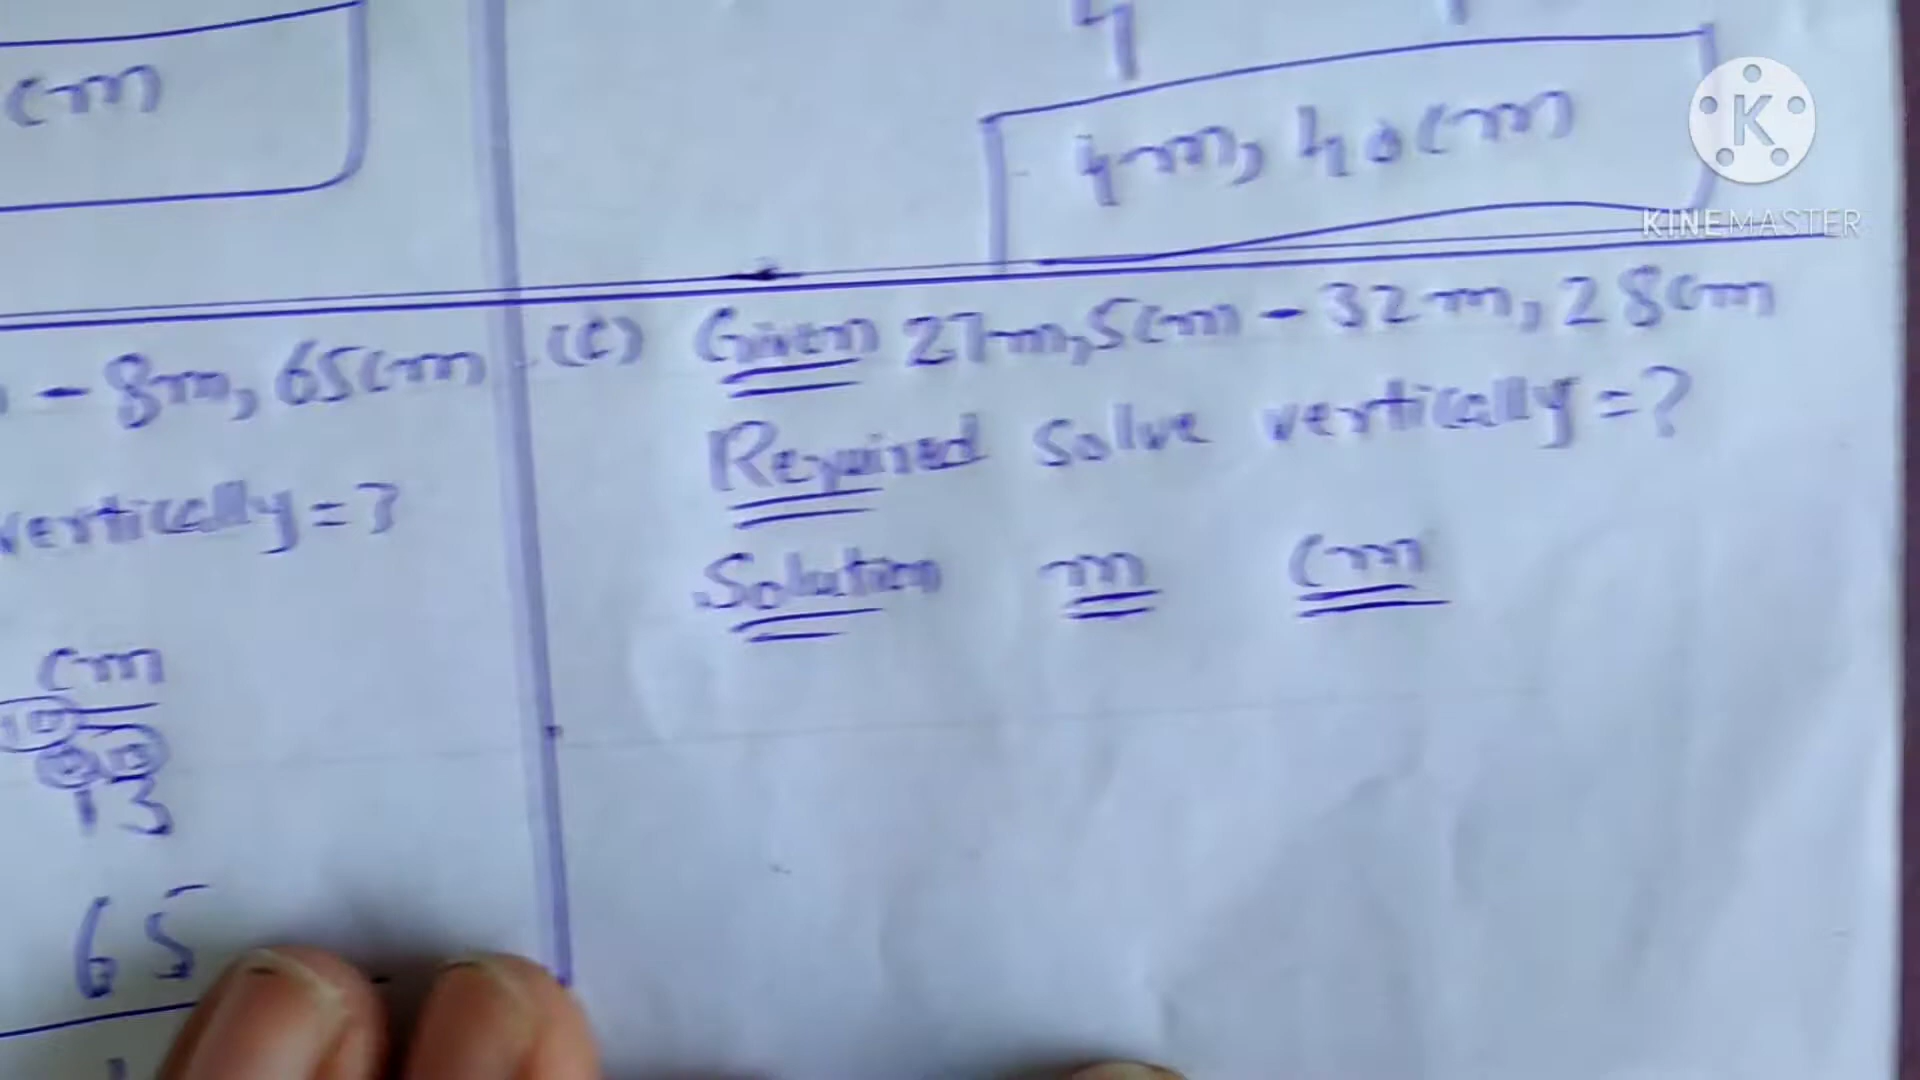 cm
4
4m, 40cm
KINEMASTER
- 8m, 65cm
vertically = ?
cm
10
13
65
(C) Given 27m, 5cm - 32m, 28cm
Required Solve vertically = ?
Solution m cm